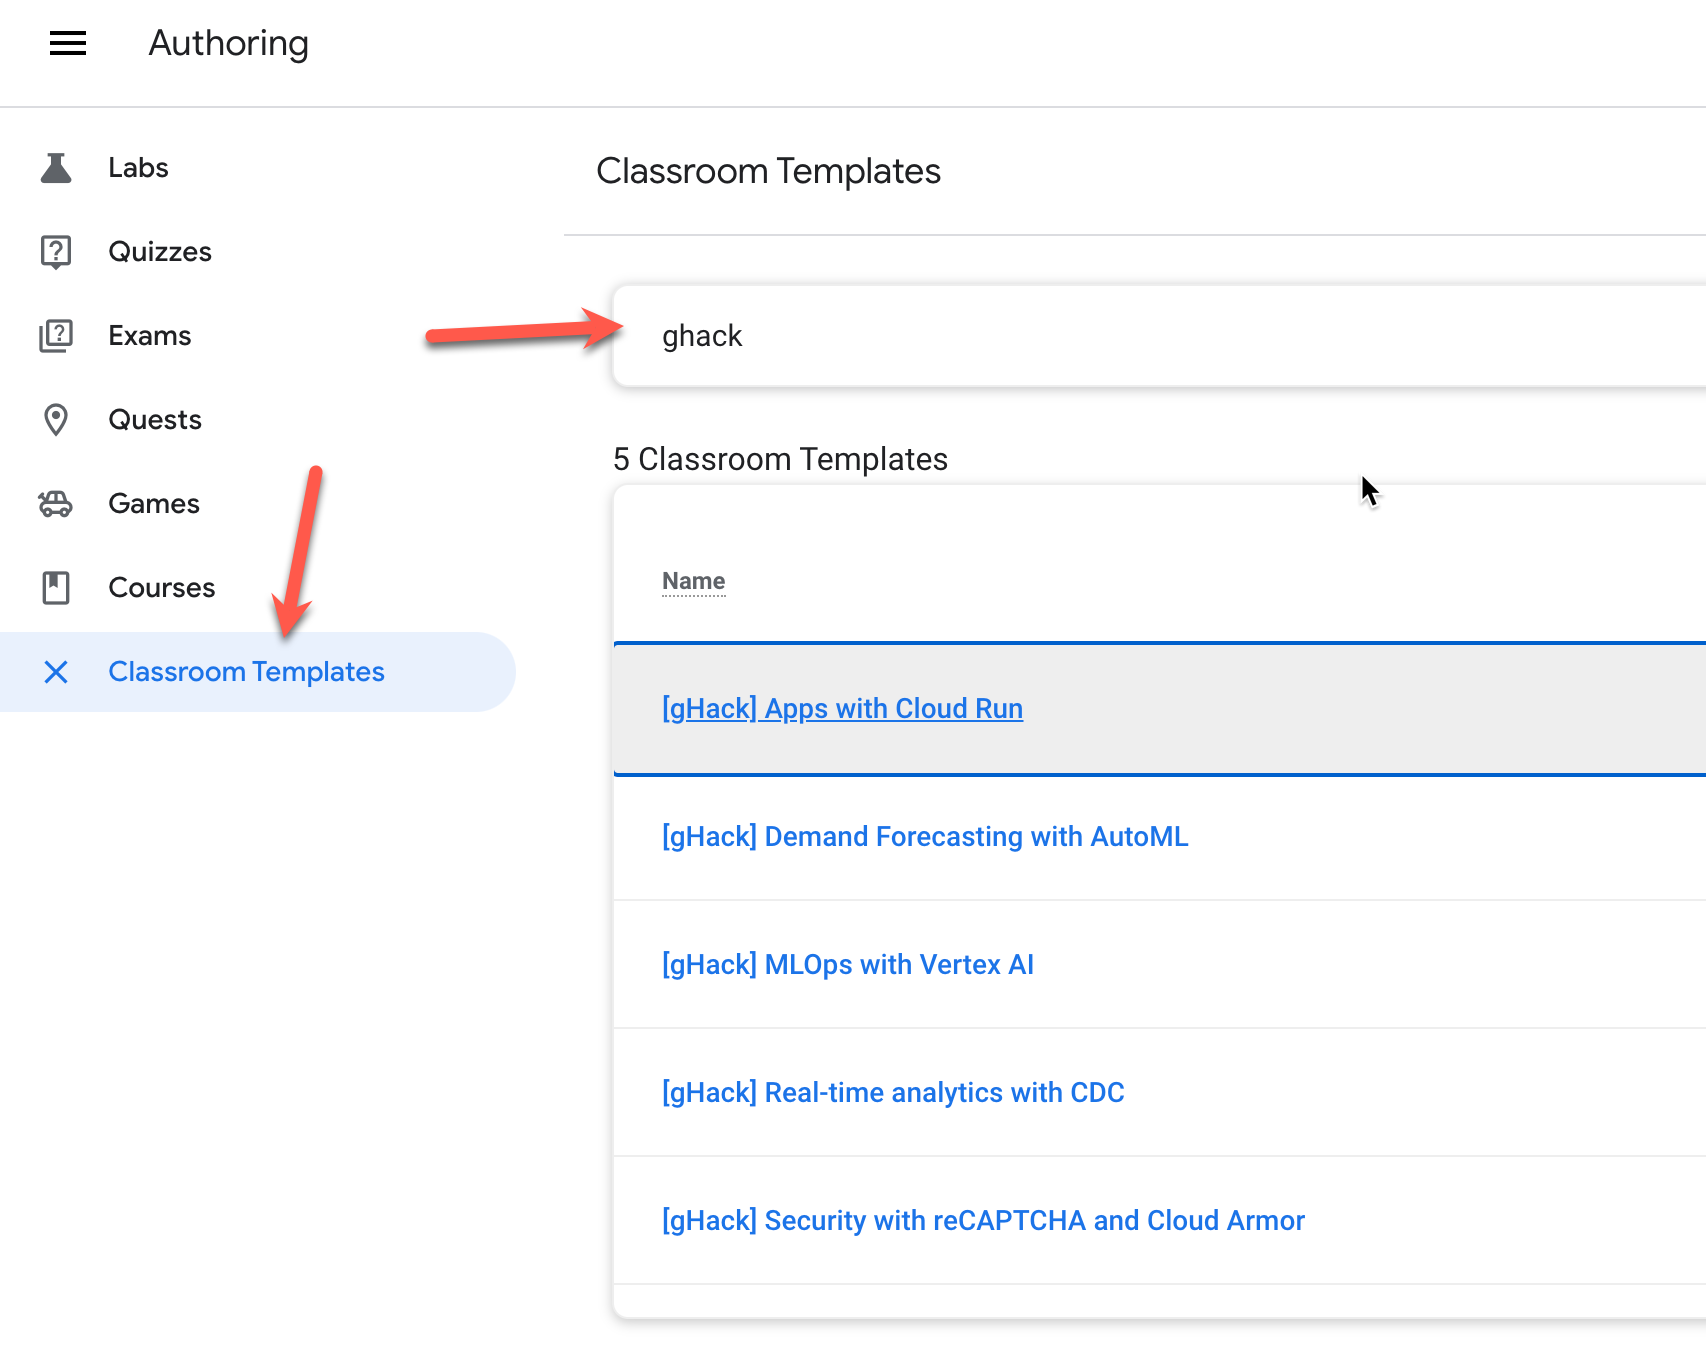 Authoring
Labs
Quizzes
Exams
Quests
Games
Courses
Classroom Templates
Classroom Templates
ghack
5 Classroom Templates
Name
[gHack] Apps with Cloud Run
[gHack] Demand Forecasting with AutoML
[gHack] MLOps with Vertex AI
[gHack] Real-time analytics with CDC
[gHack] Security with reCAPTCHA and Cloud Armor